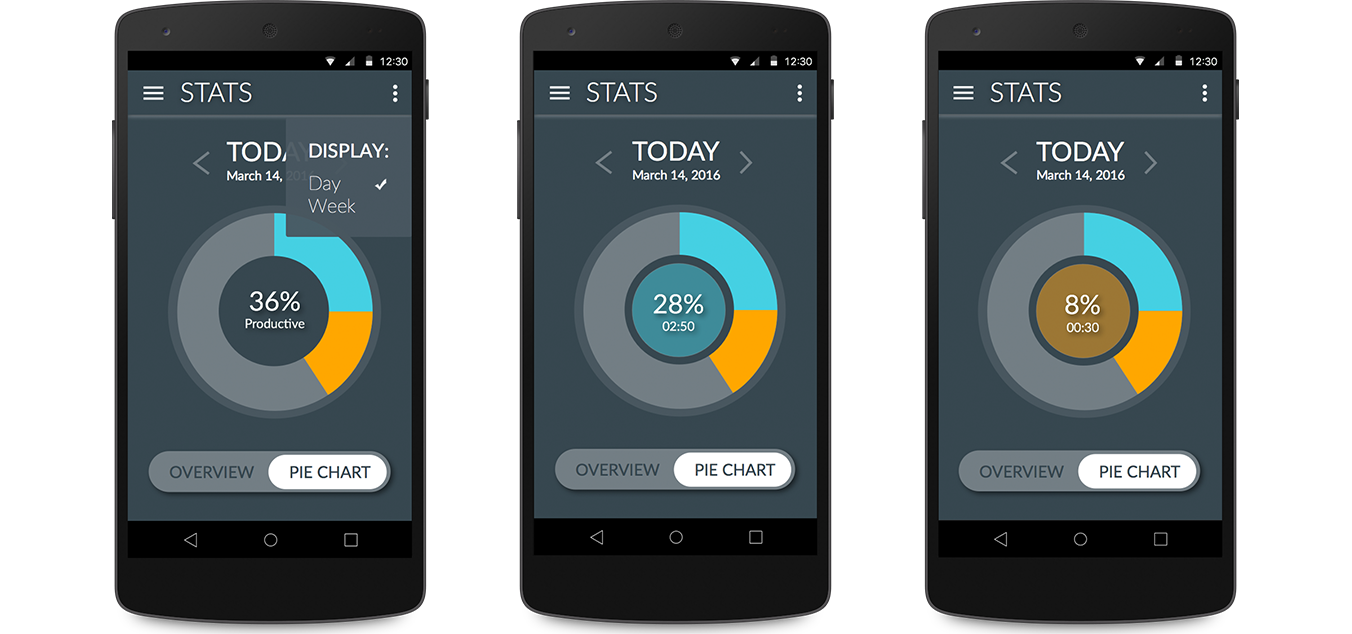 12:30
STATS
TODAY
DISPLAY:
March 14, 2016
Day
Week
36%
Productive
OVERVIEW PIE CHART
12:30
STATS
TODAY
March 14, 2016
28%
02:50
OVERVIEW PIE CHART
12:30
STATS
TODAY
March 14, 2016
8%
00:30
OVERVIEW PIE CHART